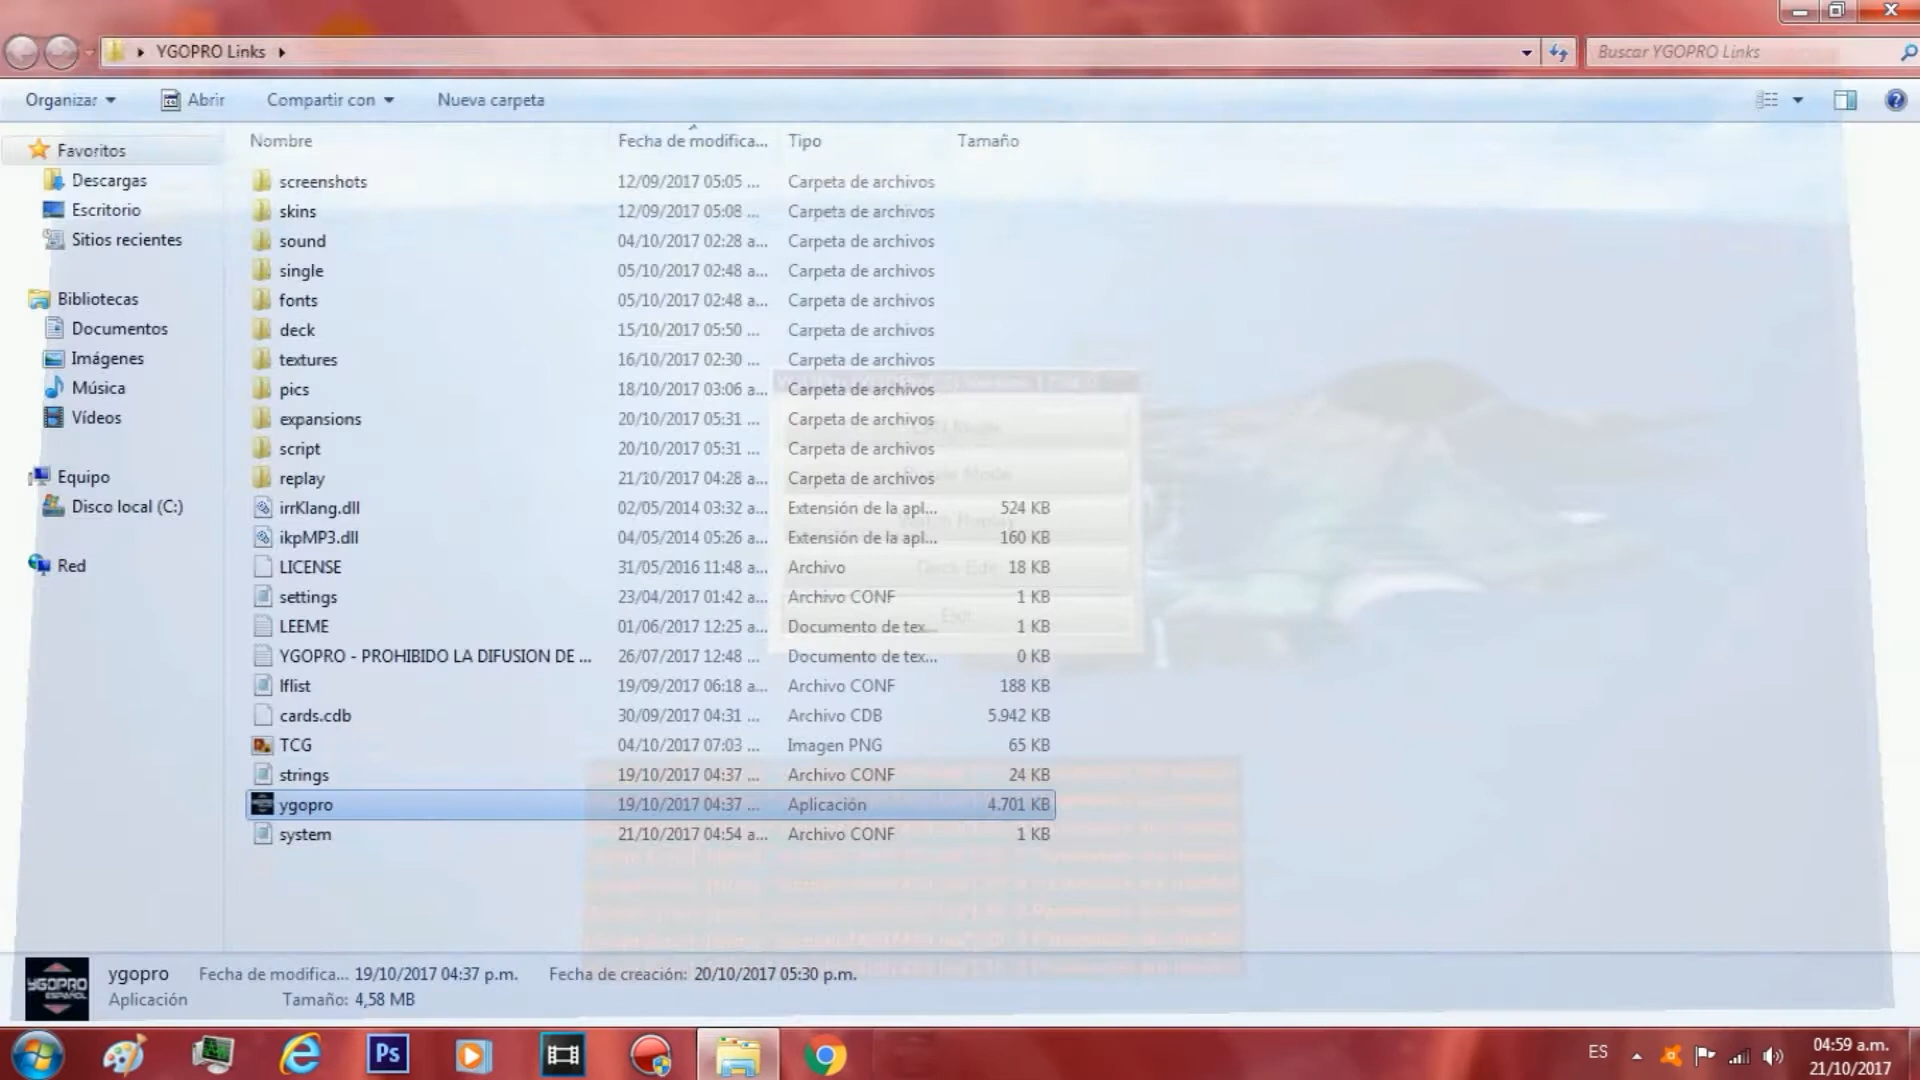 YGOPRO Links
Buscar YGOPRO Links
Organizar Abrir Compartir con Nueva carpeta
Nombre Fecha de modifica... Tipo Tamaño
Favoritos
Descargas
Escritorio
Sitios recientes
Bibliotecas
Documentos
Imágenes
Música
Vídeos
Equipo
Disco local (C:)
Red
screenshots 12/09/2017 05:05 ... Carpeta de archivos
skins 12/09/2017 05:08 ... Carpeta de archivos
sound 04/10/2017 02:28 a... Carpeta de archivos
single 05/10/2017 02:48 a... Carpeta de archivos
fonts 05/10/2017 02:48 a... Carpeta de archivos
deck 15/10/2017 05:50 ... Carpeta de archivos
textures 16/10/2017 02:30 ... Carpeta de archivos
pics 18/10/2017 03:06 a... Carpeta de archivos
expansions 20/10/2017 05:31 ... Carpeta de archivos
script 20/10/2017 05:31 ... Carpeta de archivos
replay 21/10/2017 04:28 a... Carpeta de archivos
irrKlang.dll 02/05/2014 03:32 a... Extensión de la apl... 524 KB
ikpMP3.dll 04/05/2014 05:26 a... Extensión de la apl... 160 KB
LICENSE 31/05/2016 11:48 a... Archivo 18 KB
settings 23/04/2017 01:42 a... Archivo CONF 1 KB
LEEME 01/06/2017 12:25 a... Documento de tex... 1 KB
YGOPRO - PROHIBIDO LA DIFUSION DE ... 26/07/2017 12:48 ... Documento de tex... 0 KB
lflist 19/09/2017 06:18 a... Archivo CONF 188 KB
cards.cdb 30/09/2017 04:31 ... Archivo CDB 5.942 KB
TCG 04/10/2017 07:03 ... Imagen PNG 65 KB
strings 19/10/2017 04:37 ... Archivo CONF 24 KB
ygopro 19/10/2017 04:37 ... Aplicación 4.701 KB
system 21/10/2017 04:54 a... Archivo CONF 1 KB
Exit
YGOPRO
ESPAÑOL
ygopro Fecha de modifica... 19/10/2017 04:37 p.m. Fecha de creación: 20/10/2017 05:30 p.m.
Aplicación Tamaño: 4,58 MB
Ps
ES
04:59 a.m.
21/10/2017